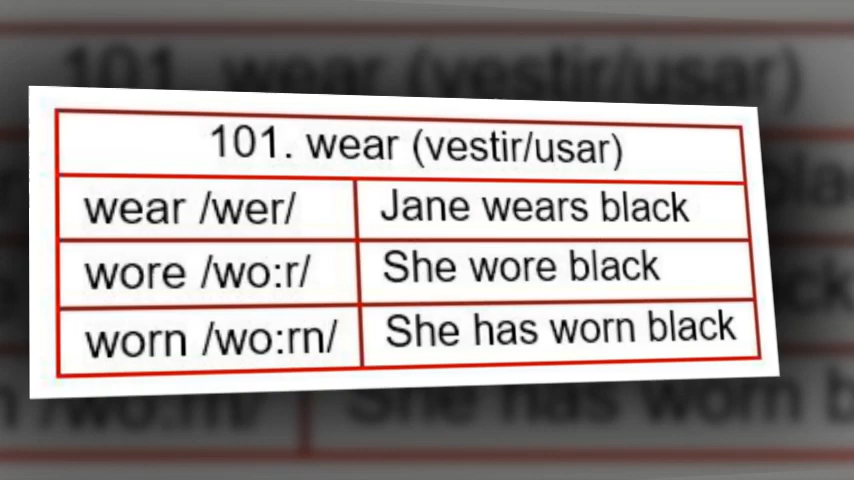 101. wear (vestir/usar)
wear /wer/ Jane wears black
wore /wo:r/ She wore black
worn /wo:rn/ She has worn black